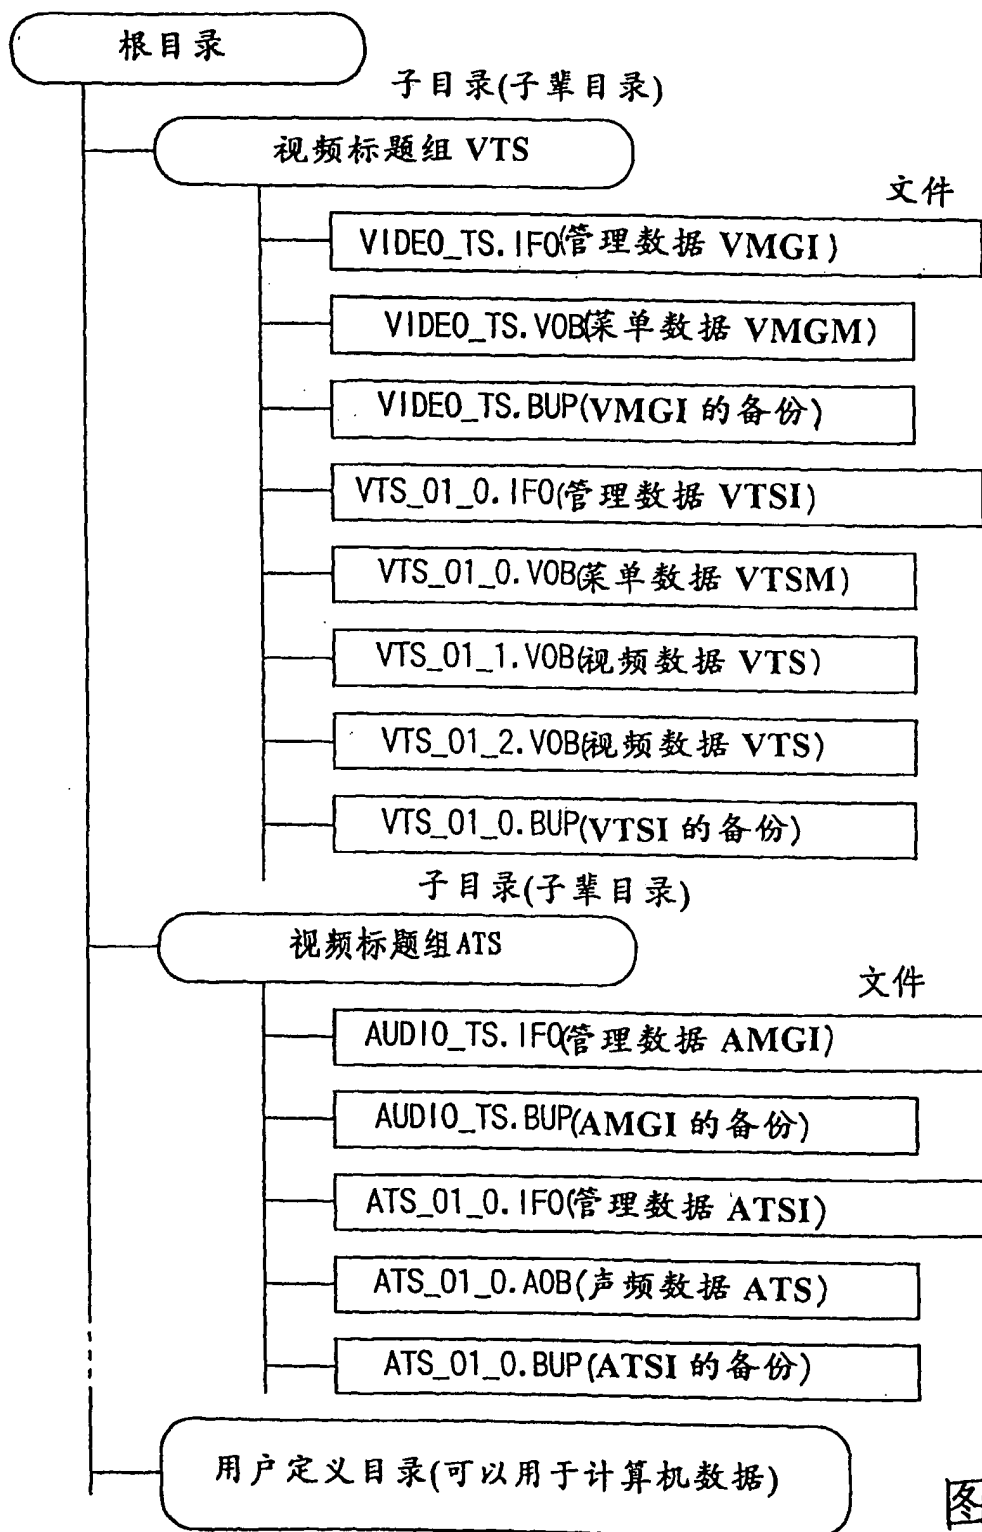 根目录
子目录(子辈目录)
视频标题组 VTS
文件
VIDEO_TS.IFO(管理数据 VMGI)
VIDEO_TS.VOB(菜单数据 VMGM)
VIDEO_TS.BUP(VMGI 的备份)
VTS_01_0.IFO(管理数据 VTSI)
VTS_01_0.VOB(菜单数据 VTSM)
VTS_01_1.VOB(视频数据 VTS)
VTS_01_2.VOB(视频数据 VTS)
VTS_01_0.BUP(VTSI 的备份)
子目录(子辈目录)
视频标题组 ATS
文件
AUDIO_TS.IFO(管理数据 AMGI)
AUDIO_TS.BUP(AMGI 的备份)
ATS_01_0.IFO(管理数据 ATSI)
ATS_01_0.AOB(声频数据 ATS)
ATS_01_0.BUP(ATSI 的备份)
用户定义目录(可以用于计算机数据)
图